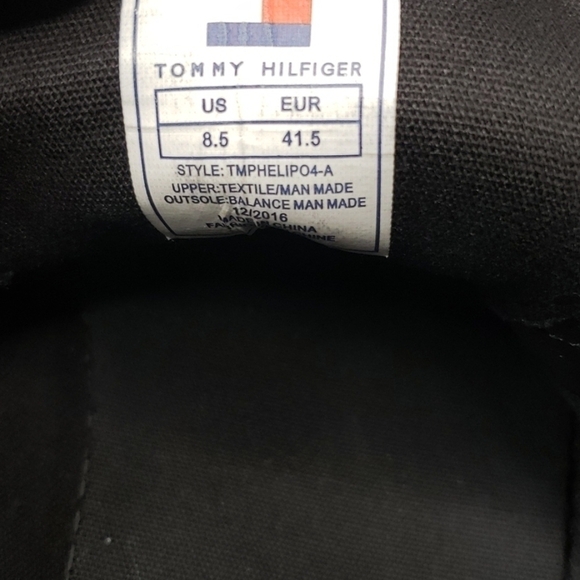 TOMMY HILFIGER
US EUR
8.5 41.5
STYLE: TMPHELIPO4-A
UPPER:TEXTILE/MAN MADE
OUTSOLE:BALANCE MAN MADE
12/2016
MADE IN CHINA